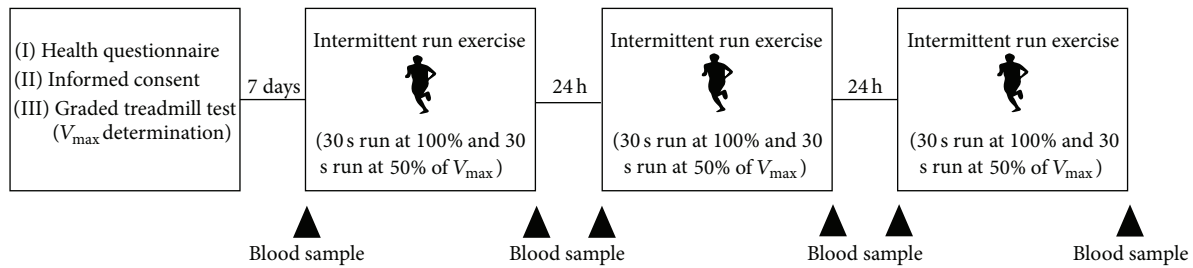 (I) Health questionnaire
(II) Informed consent
(III) Graded treadmill test
(Vmax determination)
7 days
Intermittent run exercise
(30 s run at 100% and 30
s run at 50% of Vmax)
24 h
Intermittent run exercise
(30 s run at 100% and 30
s run at 50% of Vmax)
24 h
Intermittent run exercise
(30 s run at 100% and 30
s run at 50% of Vmax)
Blood sample
Blood sample
Blood sample
Blood sample